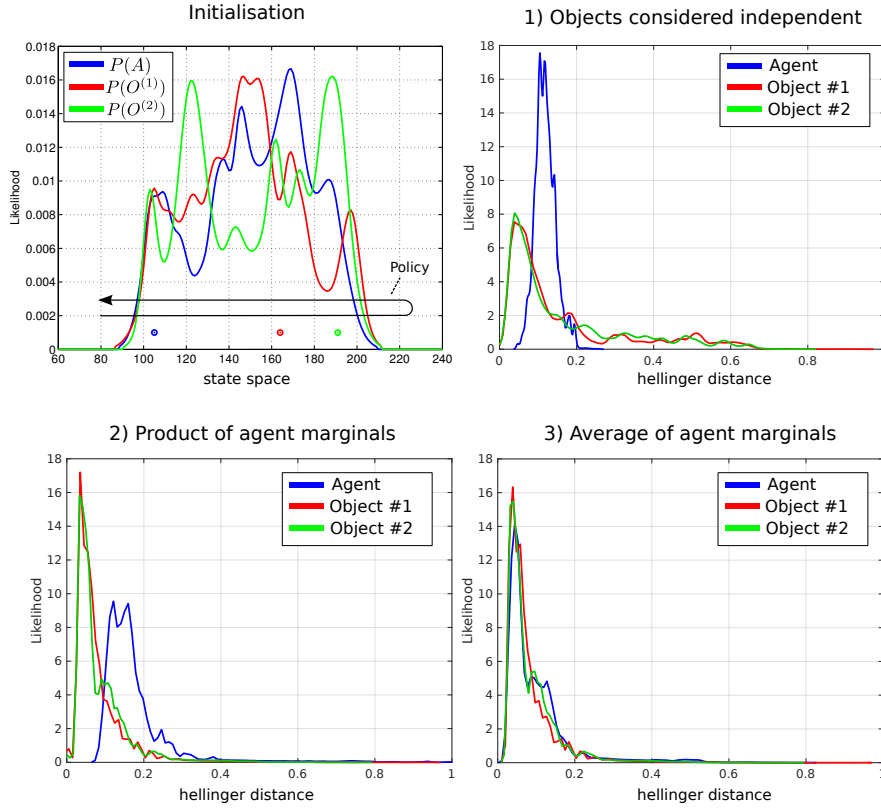 Initialisation
0.018
0.016
0.014
0.012
0.01
0.008
0.006
0.004
0.002
0
Likelihood
P(A)
P(O⁽¹⁾)
P(O⁽²⁾)
Policy
60 80 100 120 140 160 180 200 220 240
state space
1) Objects considered independent
18
16
14
12
10
8
6
4
2
0
Likelihood
Agent
Object #1
Object #2
0 0.2 0.4 0.6 0.8
hellinger distance
2) Product of agent marginals
18
16
14
12
10
8
6
4
2
0
Likelihood
Agent
Object #1
Object #2
0 0.2 0.4 0.6 0.8 1
hellinger distance
3) Average of agent marginals
18
16
14
12
10
8
6
4
2
0
Likelihood
Agent
Object #1
Object #2
0 0.2 0.4 0.6 0.8 1
hellinger distance